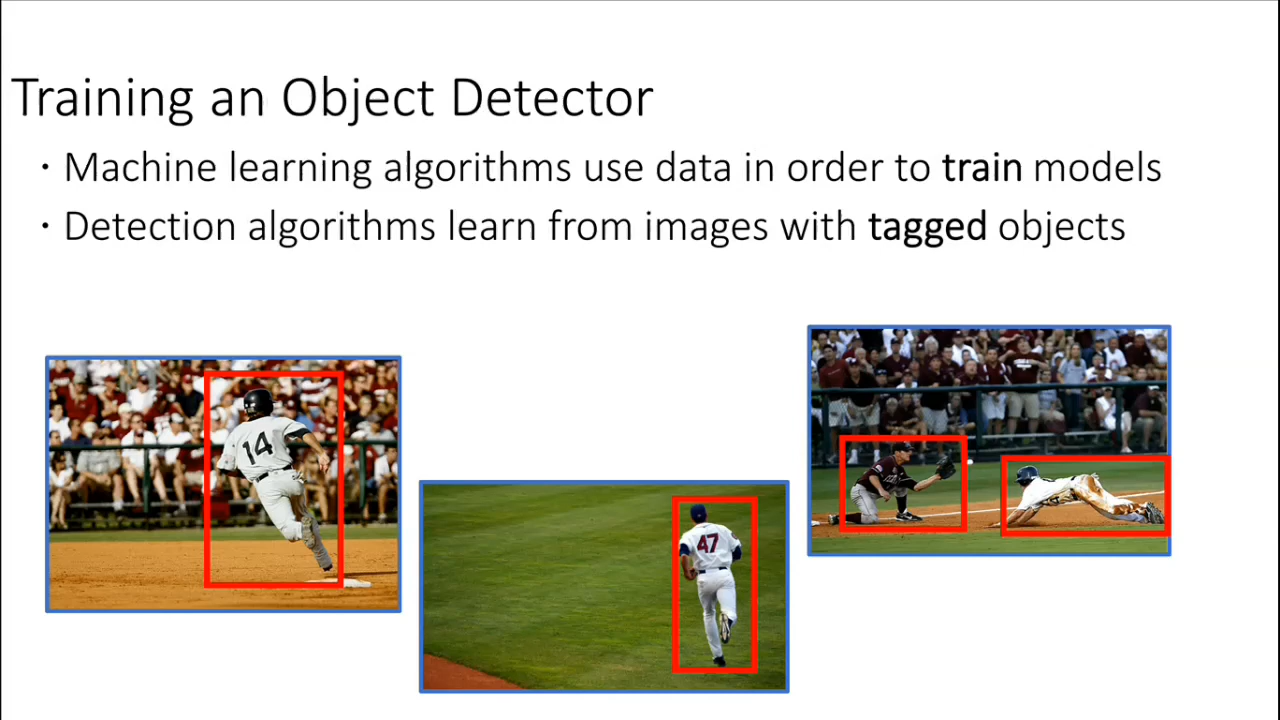 Training an Object Detector
· Machine learning algorithms use data in order to train models
· Detection algorithms learn from images with tagged objects
14
47